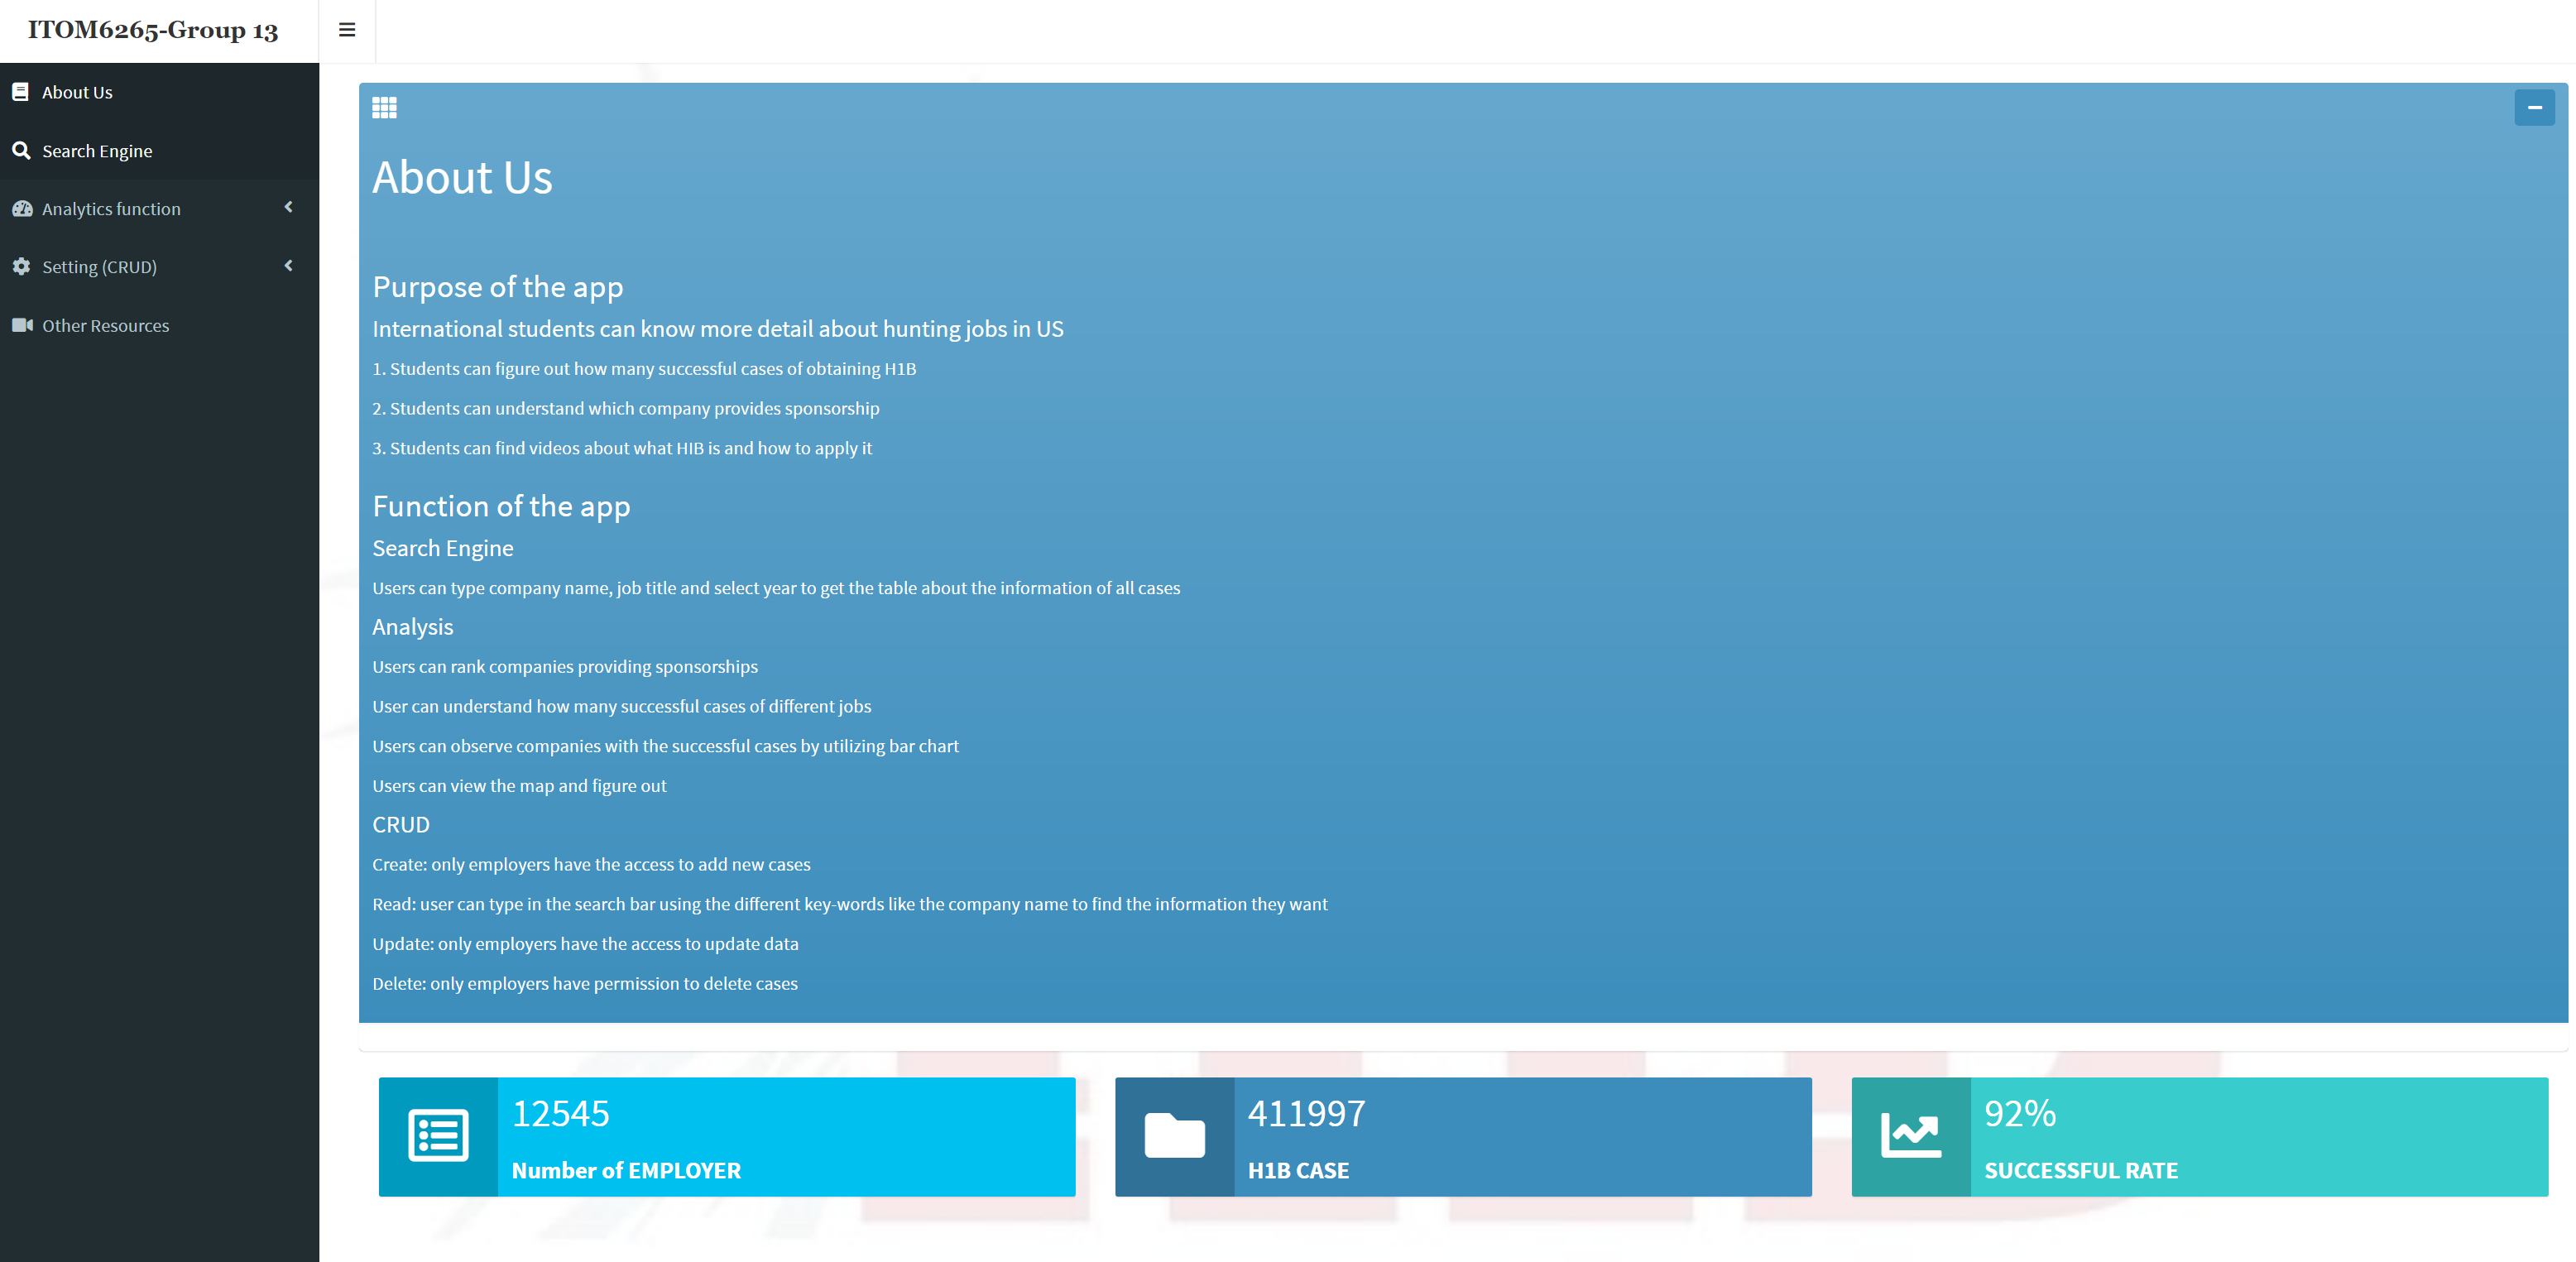 ITOM6265-Group 13
About Us
Search Engine
Analytics function
Setting (CRUD)
Other Resources
About Us
Purpose of the app
International students can know more detail about hunting jobs in US
1. Students can figure out how many successful cases of obtaining H1B
2. Students can understand which company provides sponsorship
3. Students can find videos about what HIB is and how to apply it
Function of the app
Search Engine
Users can type company name, job title and select year to get the table about the information of all cases
Analysis
Users can rank companies providing sponsorships
User can understand how many successful cases of different jobs
Users can observe companies with the successful cases by utilizing bar chart
Users can view the map and figure out
CRUD
Create: only employers have the access to add new cases
Read: user can type in the search bar using the different key-words like the company name to find the information they want
Update: only employers have the access to update data
Delete: only employers have permission to delete cases
12545
Number of EMPLOYER
411997
H1B CASE
92%
SUCCESSFUL RATE